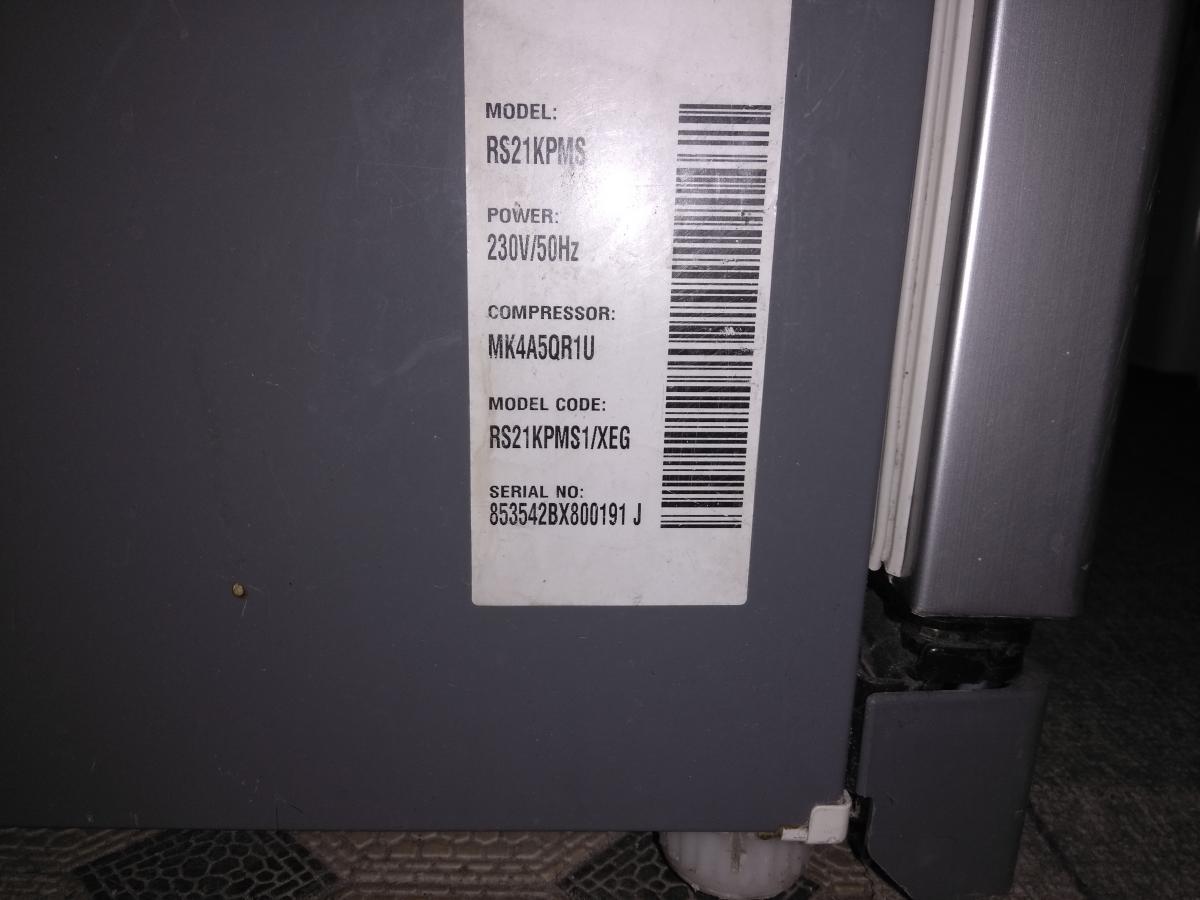 MODEL:
RS21KPMS
POWER:
230V/50Hz
COMPRESSOR:
MK4A5QR1U
MODEL CODE:
RS21KPMS1/XEG
SERIAL NO:
853542BX800191 J